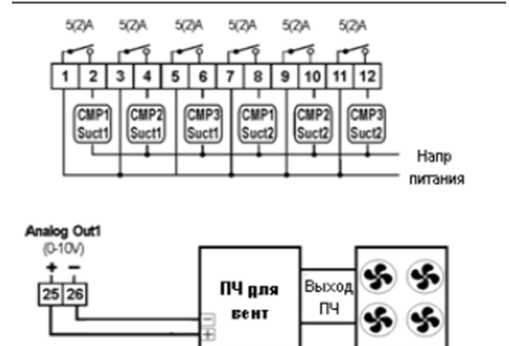 5(2)A 5(2)A 5(2)A 5(2)A 5(2)A 5(2)A
1 2 3 4 5 6 7 8 9 10 11 12
CMP1 CMP2 CMP3 CMP1 CMP2 CMP3
Suct1 Suct1 Suct1 Suct2 Suct2 Suct2
Напр
питания
Analog Out1
(0-10V)
+ −
25 26
ПЧ для
вент
Выход
ПЧ
−
+